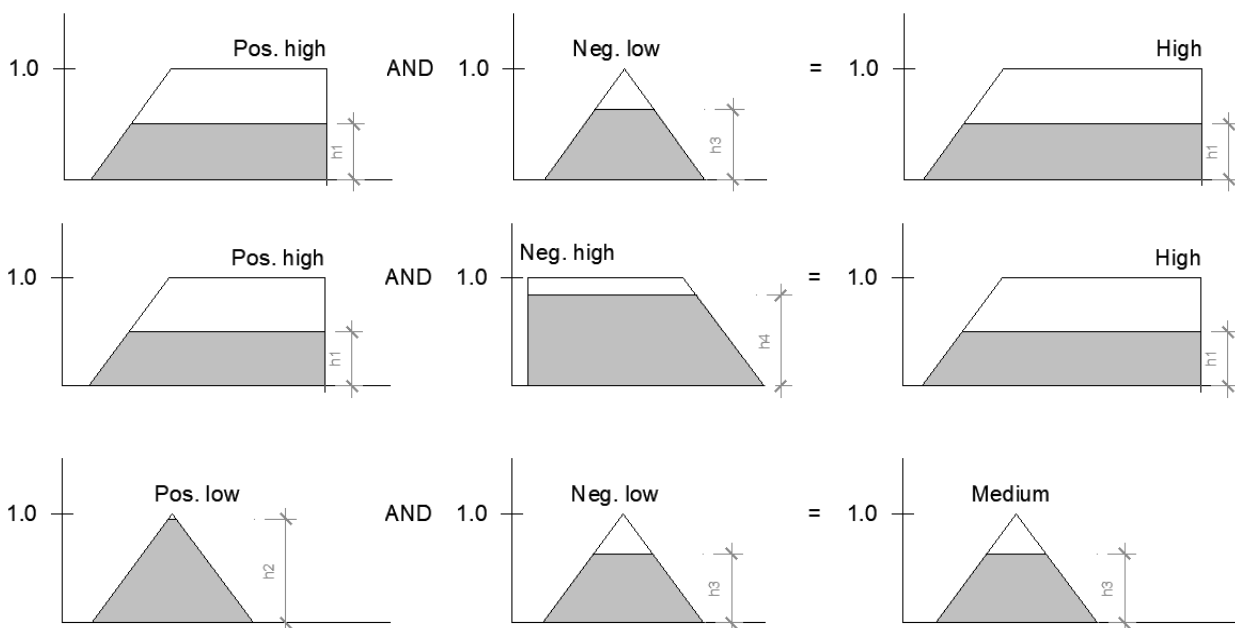 Pos. high
Neg. low
High
1.0 AND 1.0 = 1.0
h1
h3
h1
Pos. high
Neg. high
High
1.0 AND 1.0 = 1.0
h1
h4
h1
Pos. low
Neg. low
Medium
1.0 AND 1.0 = 1.0
h2
h3
h3